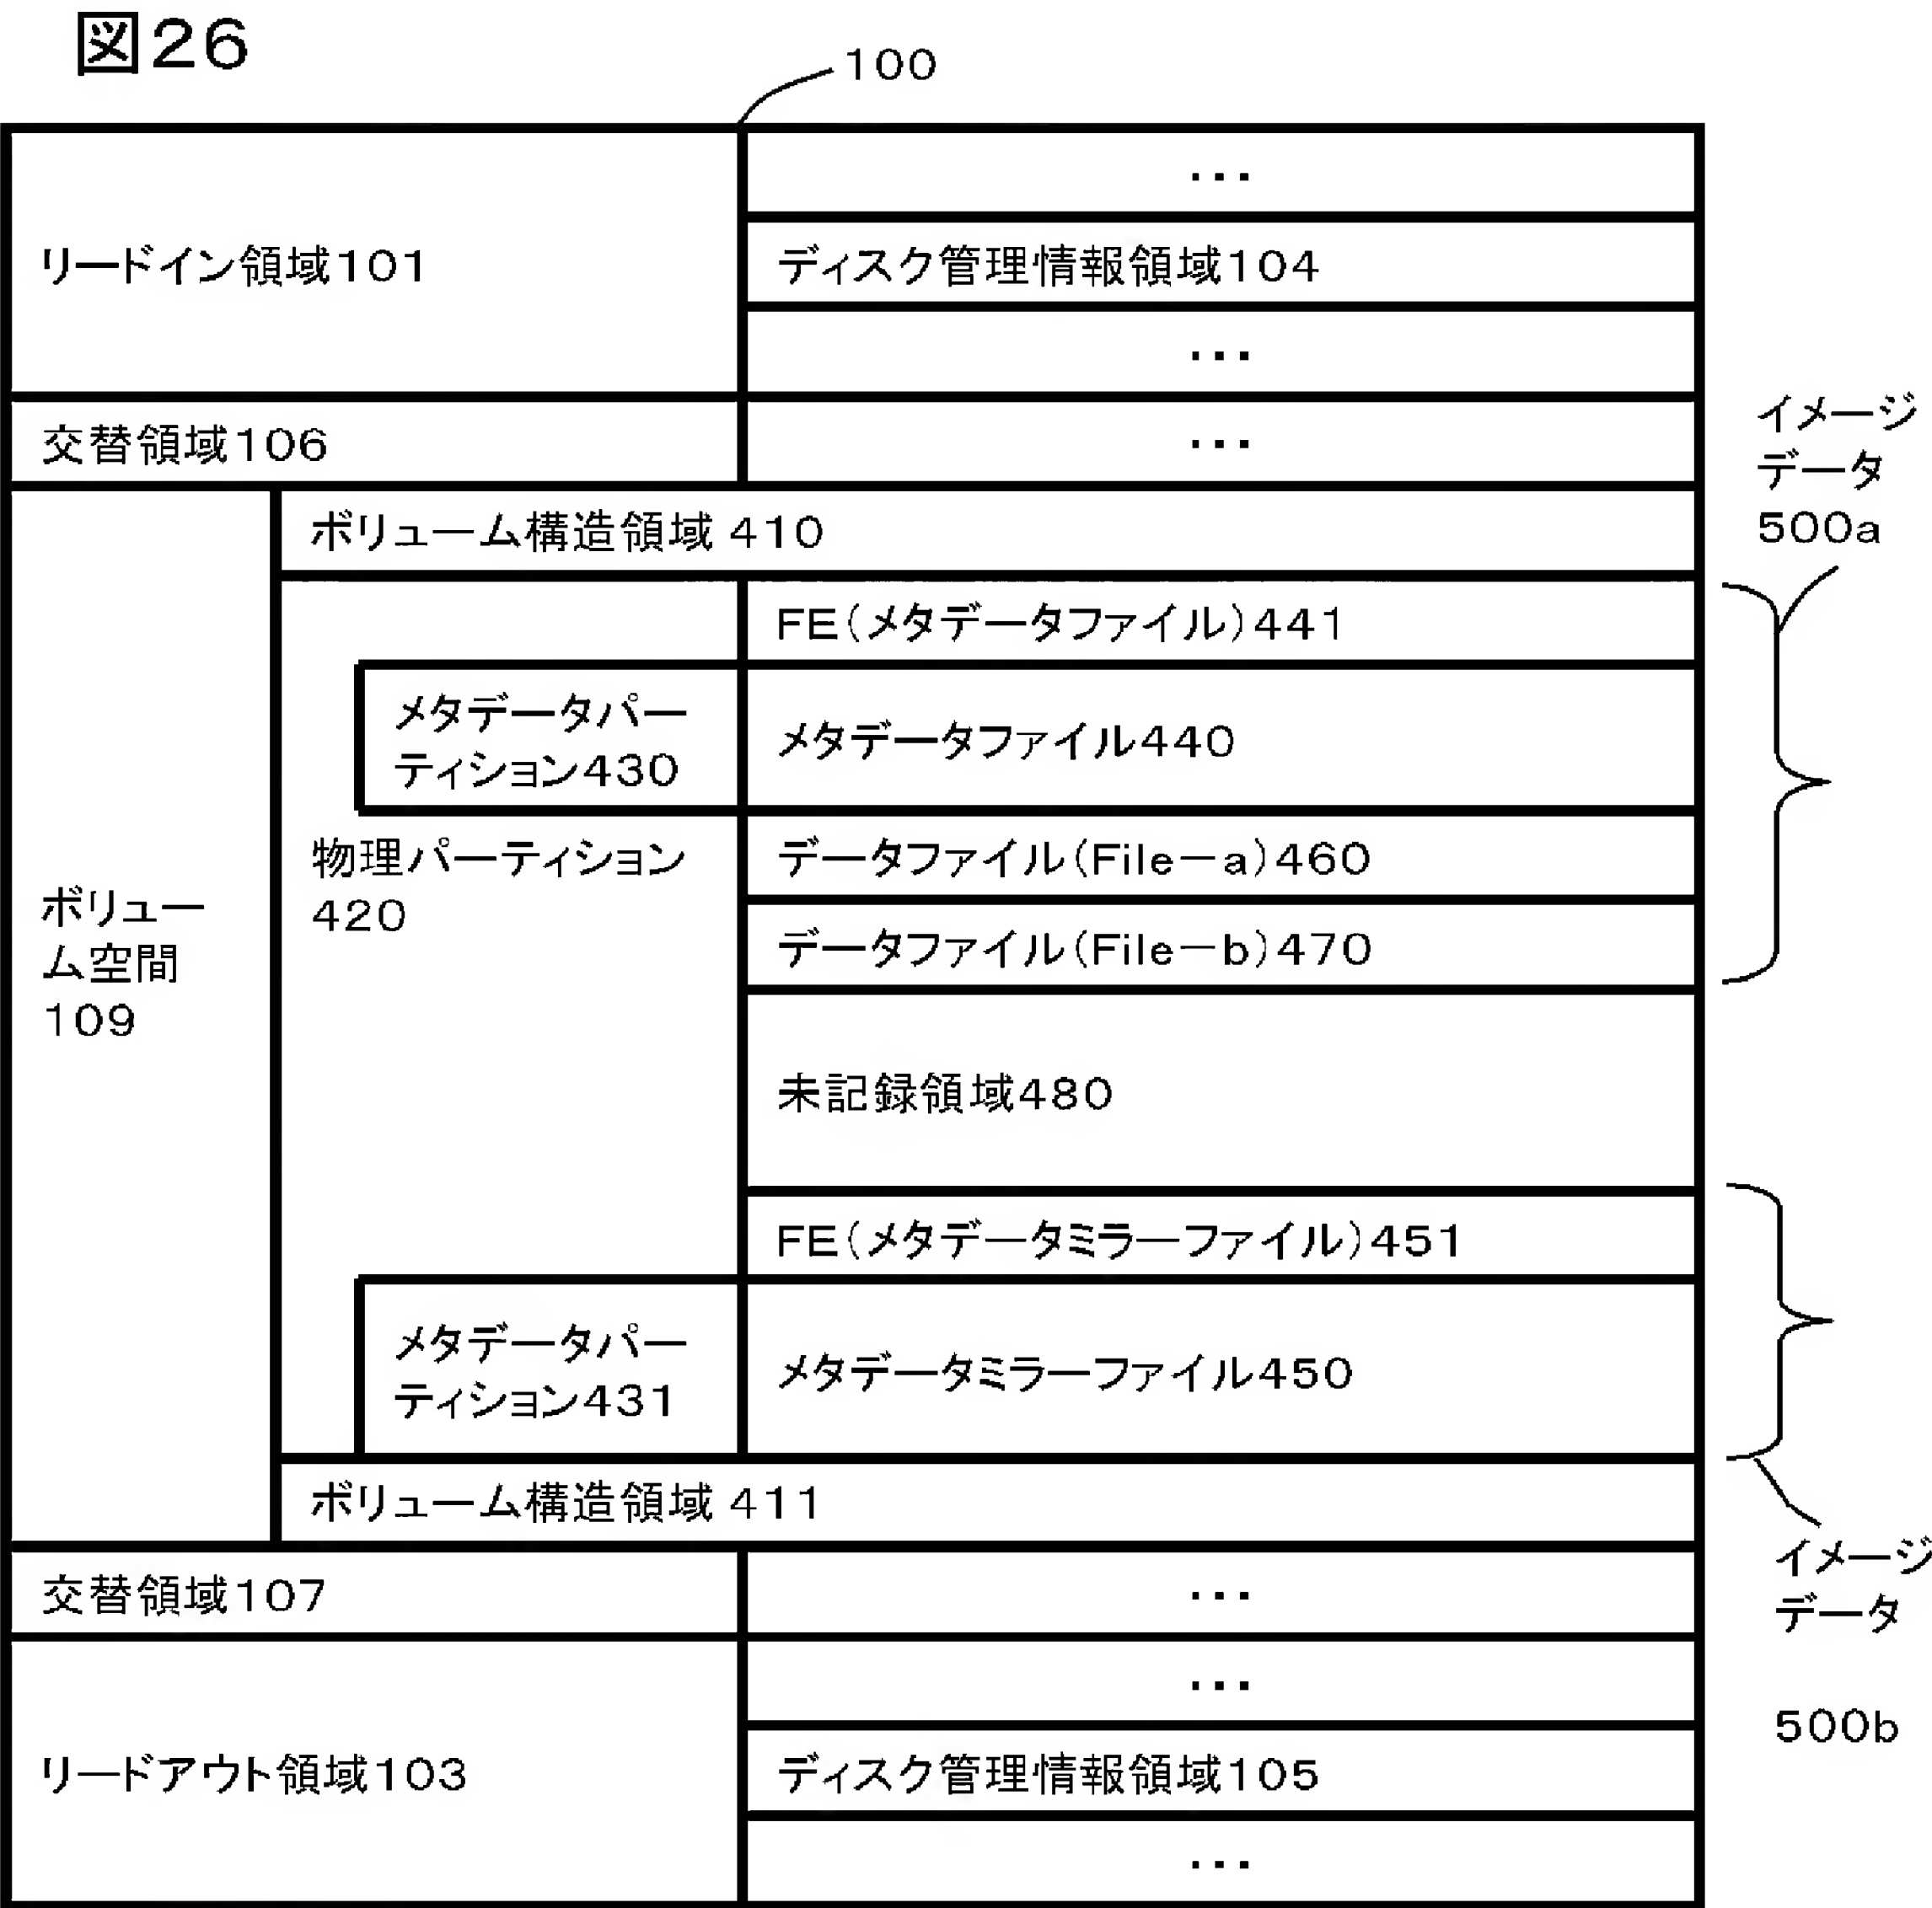 図26
100
・・・
リードイン領域101
ディスク管理情報領域104
・・・
交替領域106
・・・
イメージ
データ
500a
ボリューム構造領域 410
FE(メタデータファイル)441
メタデータパー
ティション430
メタデータファイル440
物理パーティション
420
データファイル(File－a)460
データファイル(File－b)470
ボリュー
ム空間
109
未記録領域480
FE(メタデータミラーファイル)451
メタデータパー
ティション431
メタデータミラーファイル450
ボリューム構造領域 411
交替領域107
・・・
イメージ
データ
500b
・・・
リードアウト領域103
ディスク管理情報領域105
・・・